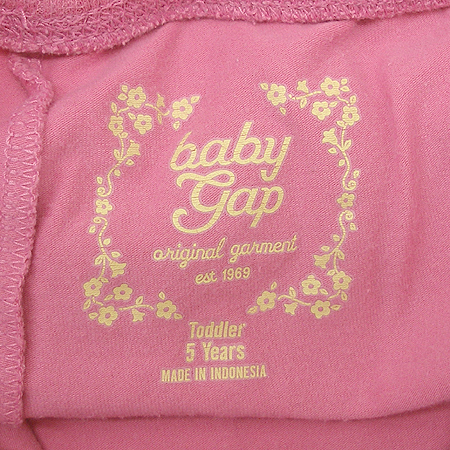 baby
Gap
original garment
est 1969
Toddler
5 Years
MADE IN INDONESIA